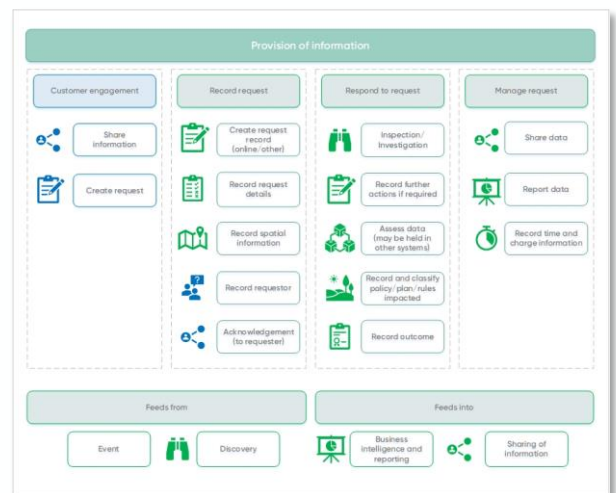 Provision of information
Customer engagement
Record request
Respond to request
Manage request
Share
information
Create request
Create request
record
(online/other)
Record request
details
Record spatial
information
Record requestor
Acknowledgement
(to requester)
Inspection/
Investigation
Record further
actions if required
Assess data
(may be held in
other systems)
Record and classify
policy/plan/rules
impacted
Record outcome
Share data
Report data
Record time and
charge information
Feeds from
Feeds into
Event
Discovery
Business
intelligence and
reporting
Sharing of
information